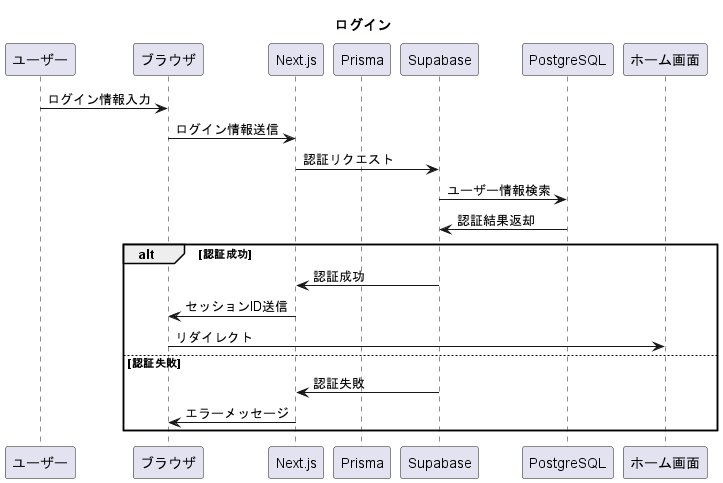 ログイン
ユーザー
ブラウザ
Next.js
Prisma
Supabase
PostgreSQL
ホーム画面
ログイン情報入力
ログイン情報送信
認証リクエスト
ユーザー情報検索
認証結果返却
alt
[認証成功]
認証成功
セッションID送信
リダイレクト
[認証失敗]
認証失敗
エラーメッセージ
ユーザー
ブラウザ
Next.js
Prisma
Supabase
PostgreSQL
ホーム画面